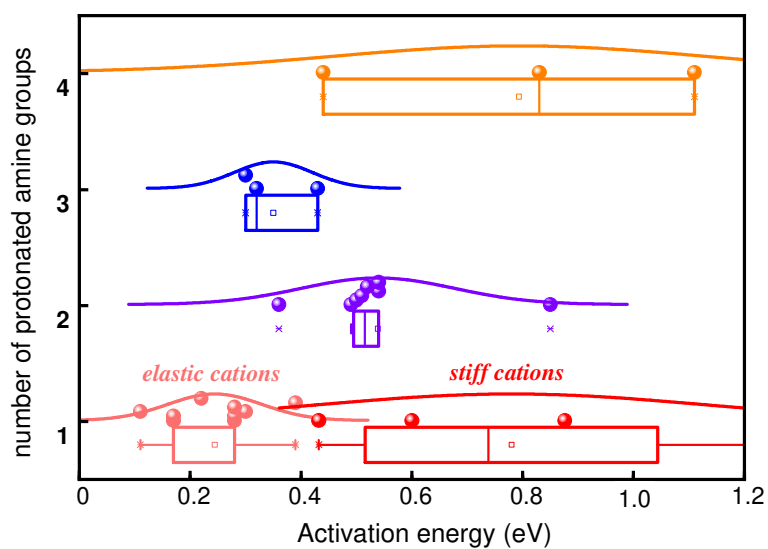 4
3
2
1
number of protonated amine groups
elastic cations
stiff cations
0
0.2
0.4
0.6
0.8
1.0
1.2
Activation energy (eV)